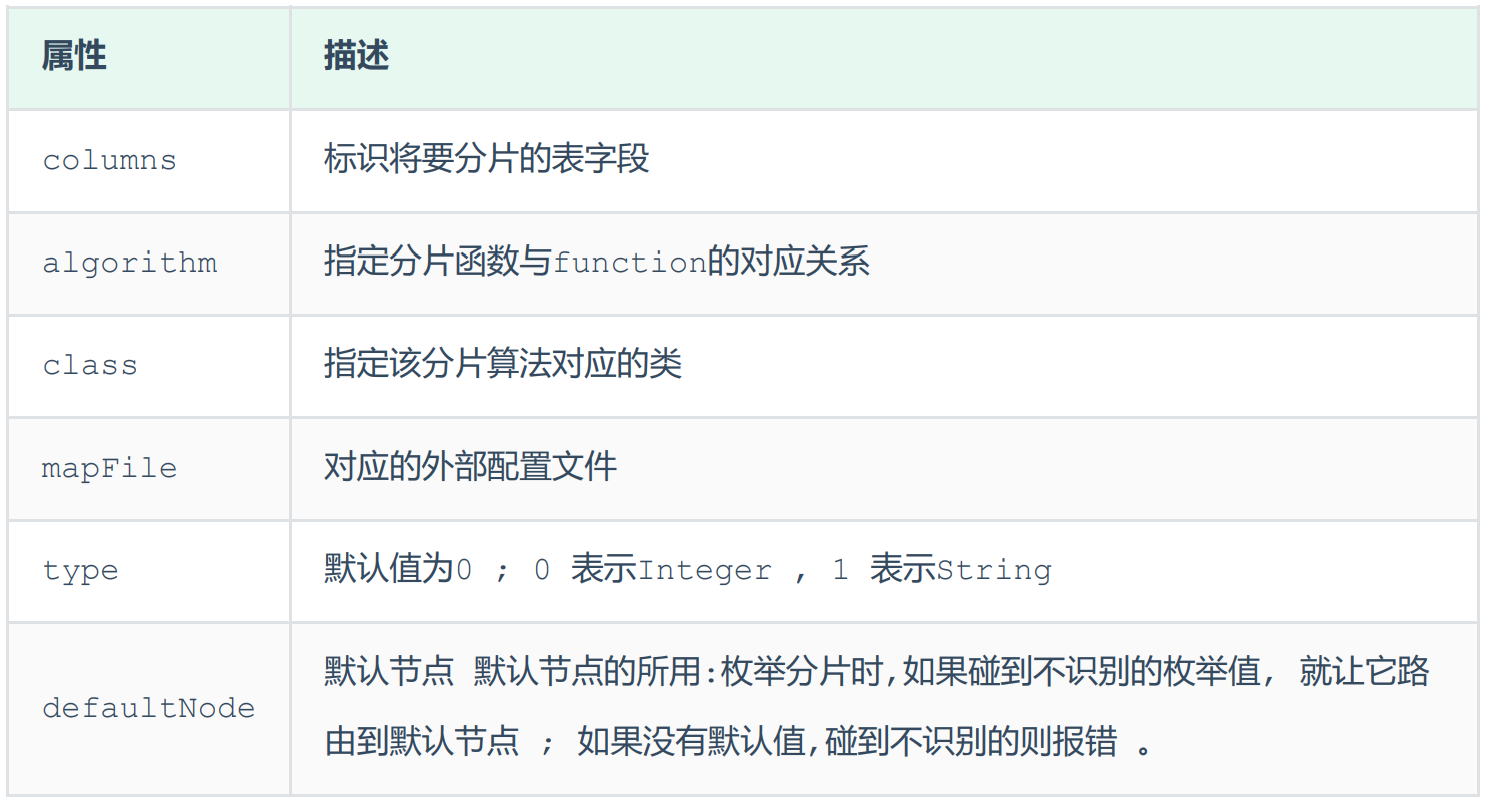 属性 描述
columns 标识将要分片的表字段
algorithm 指定分片函数与function的对应关系
class 指定该分片算法对应的类
mapFile 对应的外部配置文件
type 默认值为0 ; 0 表示Integer , 1 表示String
defaultNode 默认节点 默认节点的所用:枚举分片时,如果碰到不识别的枚举值, 就让它路
由到默认节点 ; 如果没有默认值,碰到不识别的则报错 。